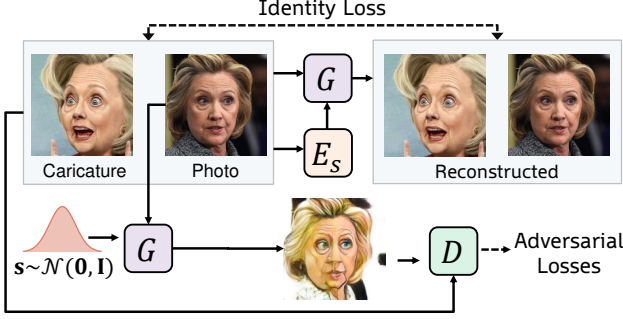 Identity Loss
G
E_S
Caricature
Photo
Reconstructed
s~N(0, I)
G
D
Adversarial
Losses